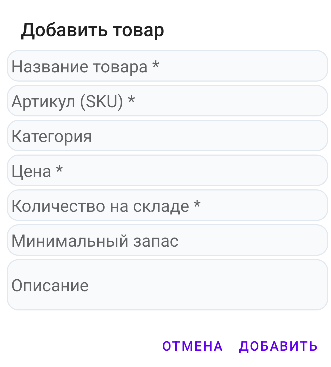 Добавить товар
Название товара *
Артикул (SKU) *
Категория
Цена *
Количество на складе *
Минимальный запас
Описание
ОТМЕНА ДОБАВИТЬ